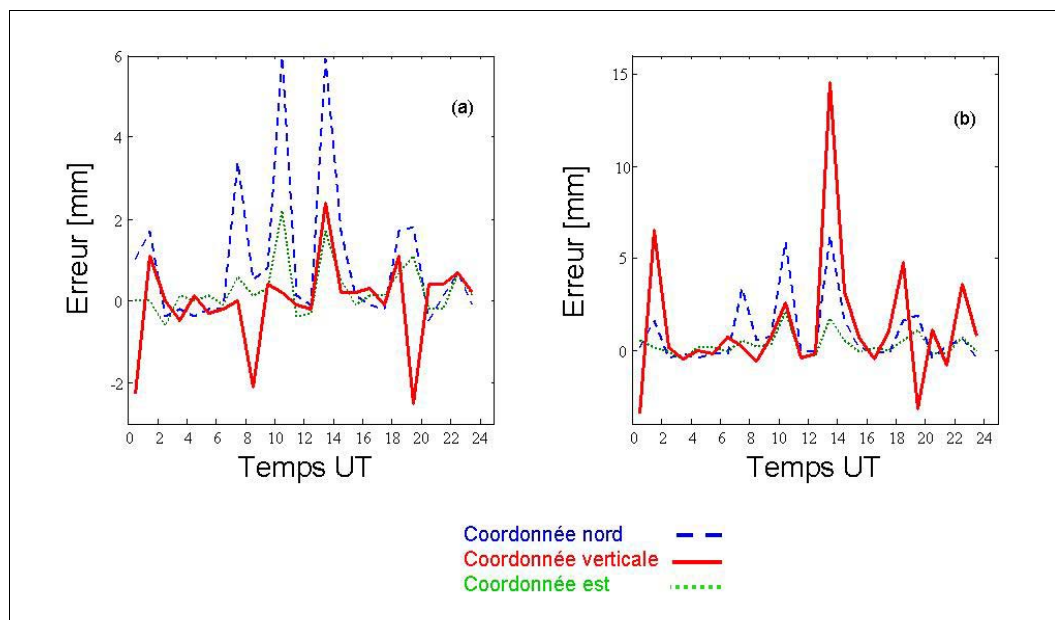 6
4
2
0
-2
Erreur [mm]
(a)
0 2 4 6 8 10 12 14 16 18 20 22 24
Temps UT
15
10
5
0
Erreur [mm]
(b)
0 2 4 6 8 10 12 14 16 18 20 22 24
Temps UT
Coordonnée nord
Coordonnée verticale
Coordonnée est